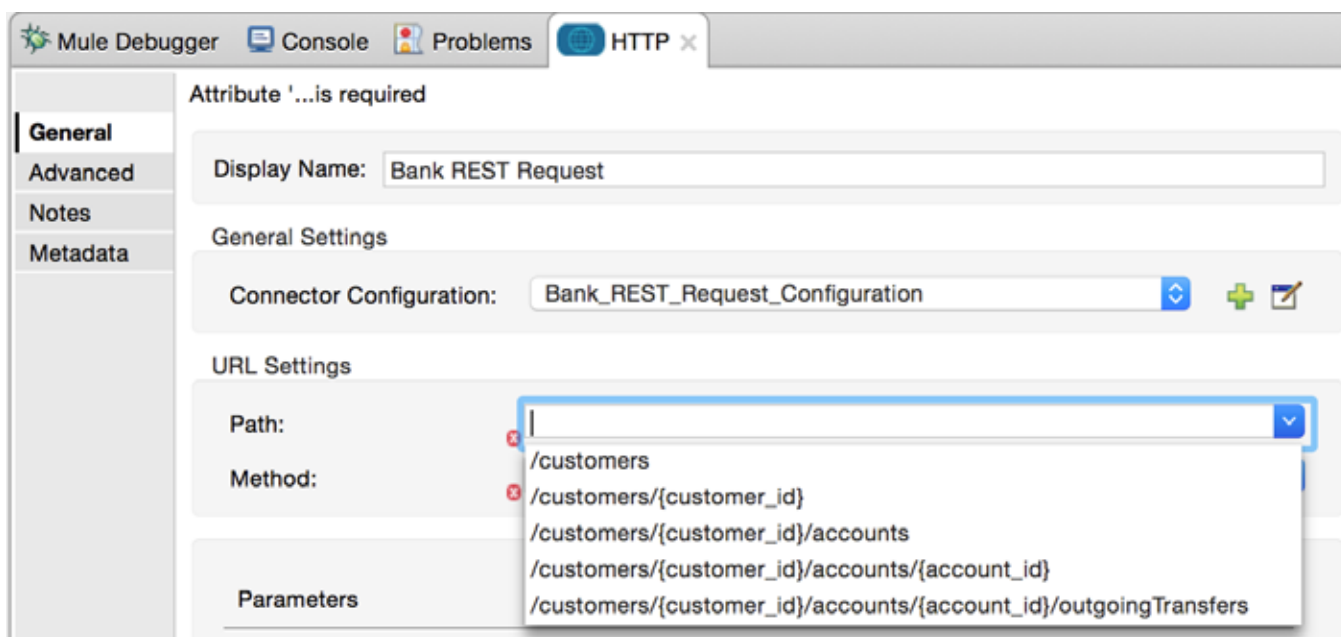 Mule Debugger Console Problems HTTP
Attribute '...is required
General
Advanced
Notes
Metadata
Display Name: Bank REST Request
General Settings
Connector Configuration: Bank_REST_Request_Configuration
URL Settings
Path:
Method:
/customers
/customers/{customer_id}
/customers/{customer_id}/accounts
/customers/{customer_id}/accounts/{account_id}
/customers/{customer_id}/accounts/{account_id}/outgoingTransfers
Parameters